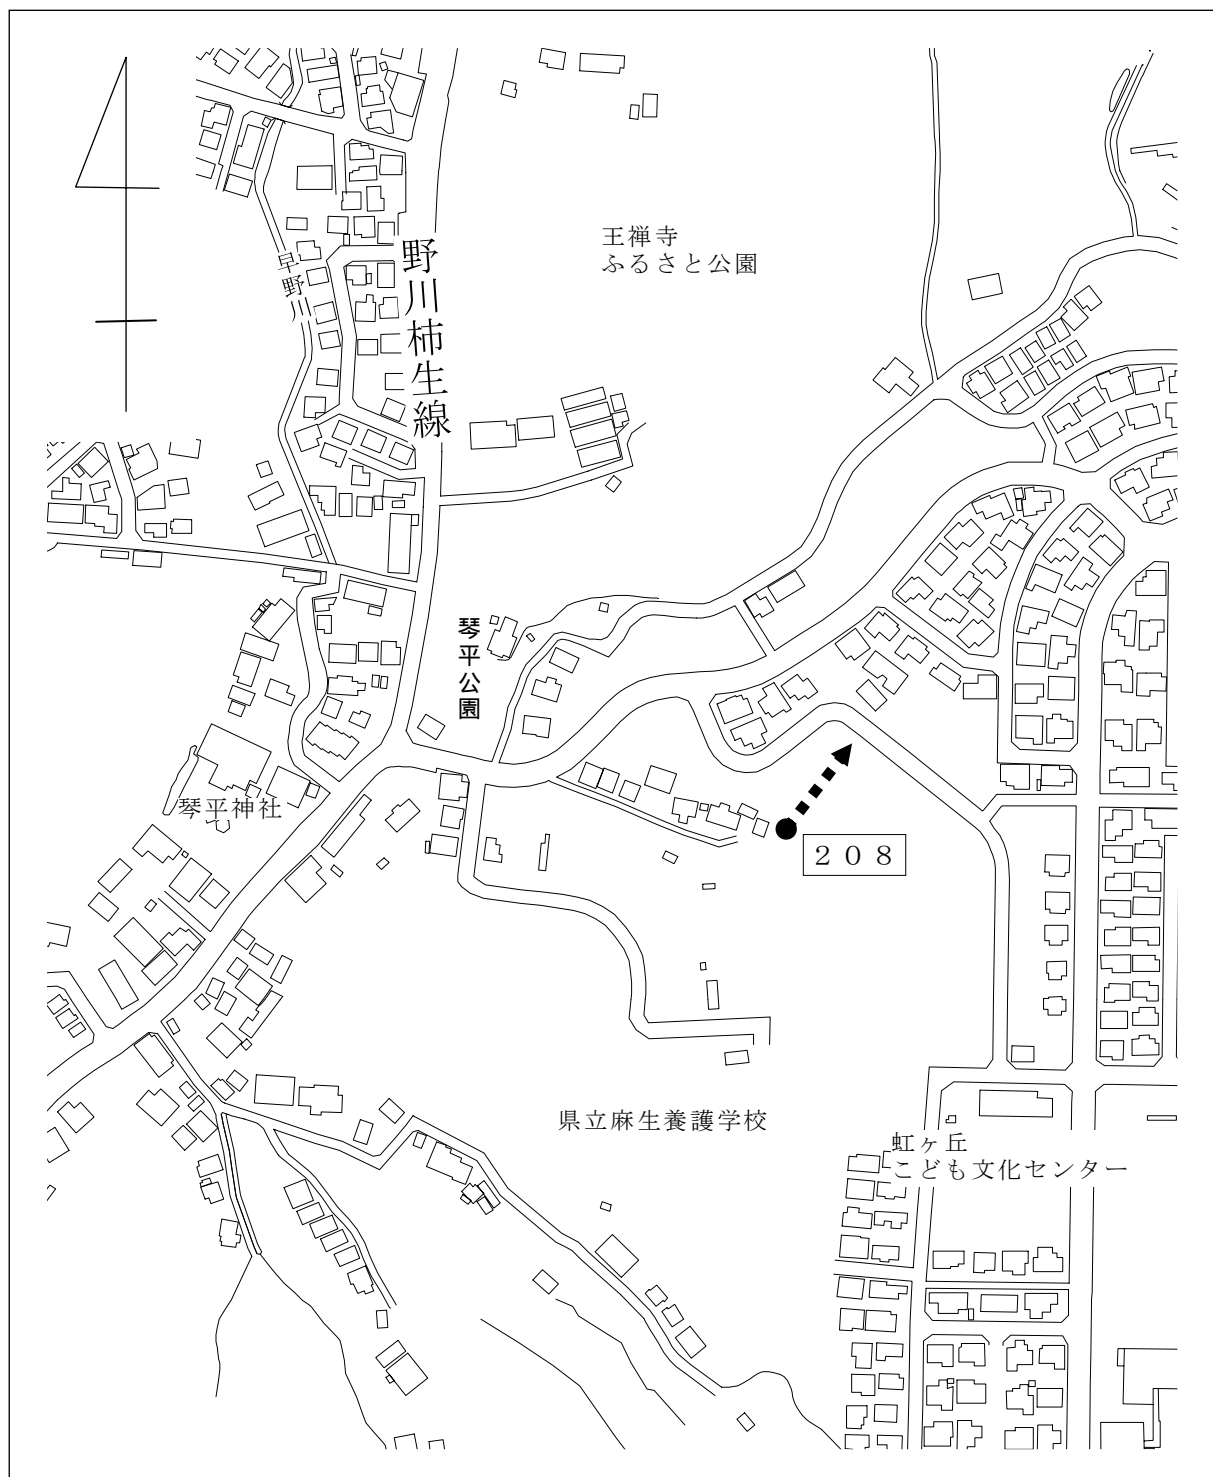 王禅寺
ふるさと公園
野川柿生線
早野川
琴平公園
琴平神社
２０８
県立麻生養護学校
虹ヶ丘
こども文化センター